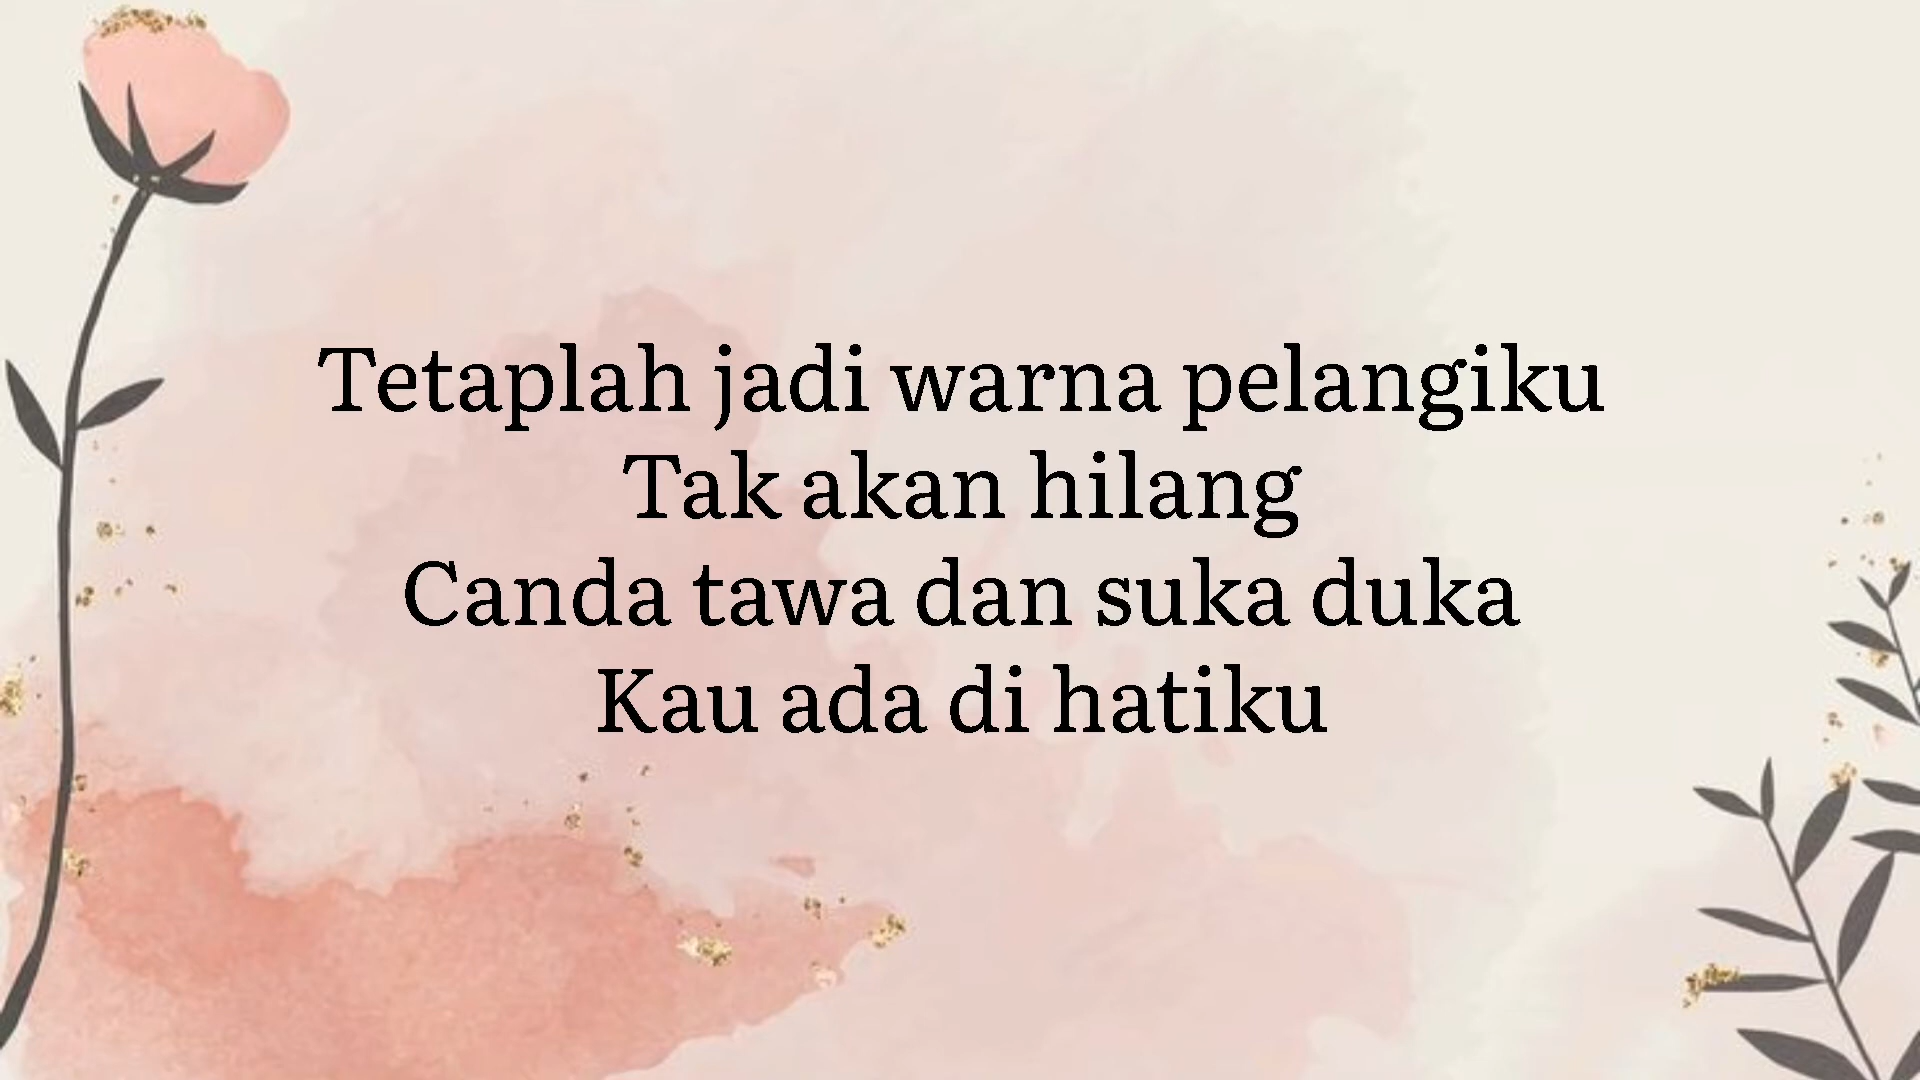 Tetaplah jadi warna pelangiku
Tak akan hilang
Canda tawa dan suka duka
Kau ada di hatiku